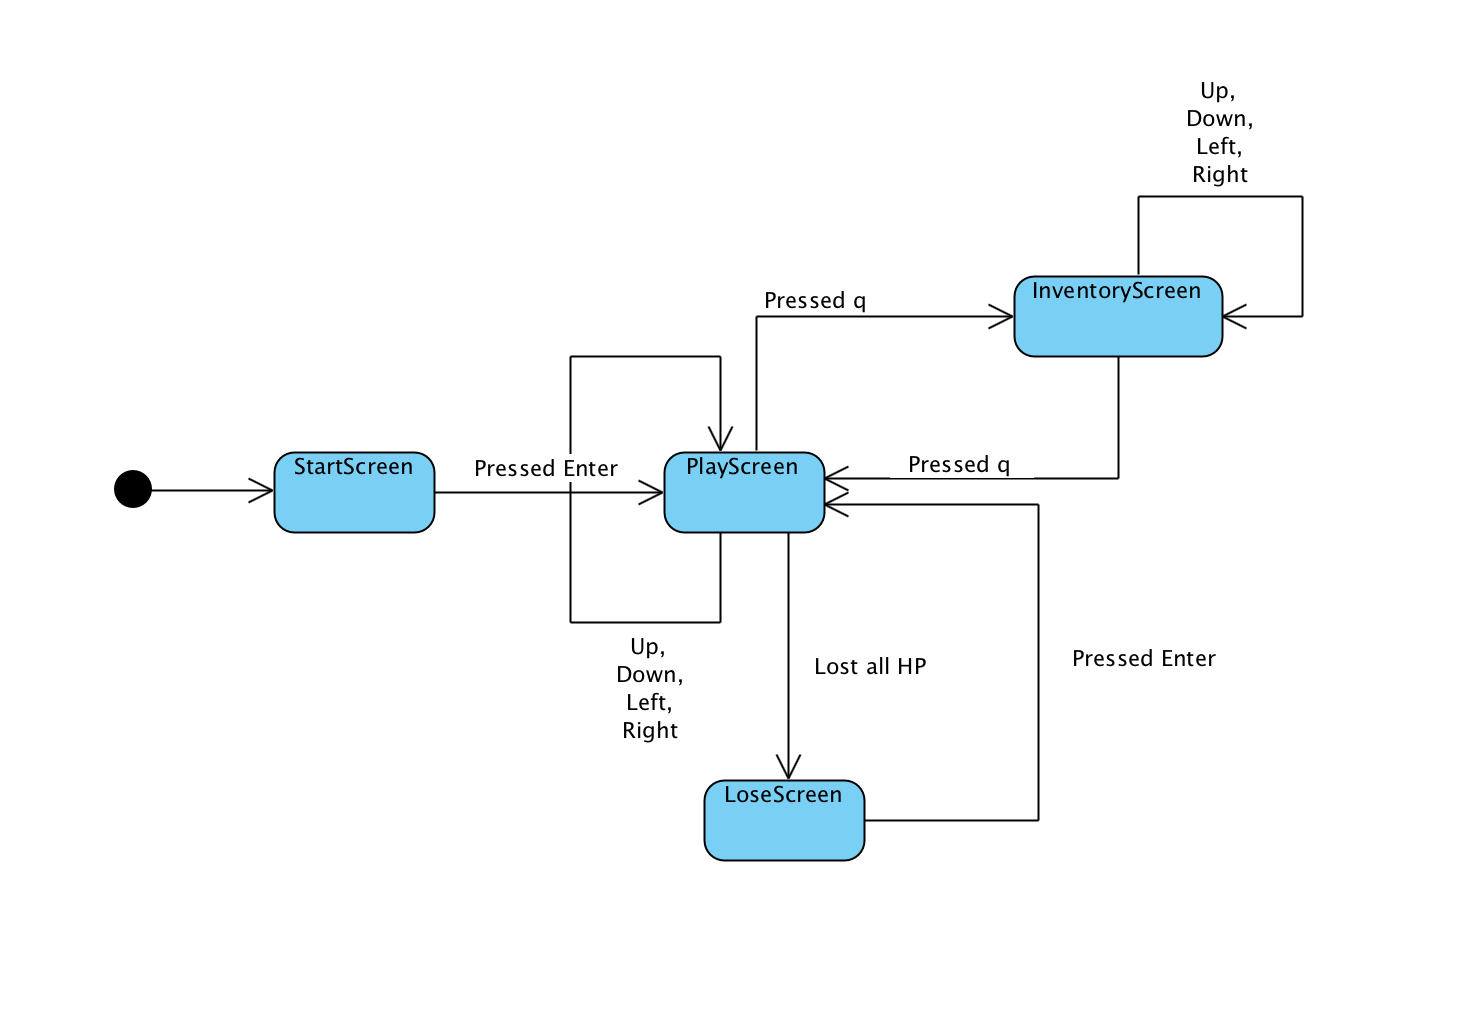 Up,
Down,
Left,
Right
InventoryScreen
Pressed q
StartScreen
Pressed Enter
PlayScreen
Pressed q
Up,
Down,
Left,
Right
Lost all HP
Pressed Enter
LoseScreen